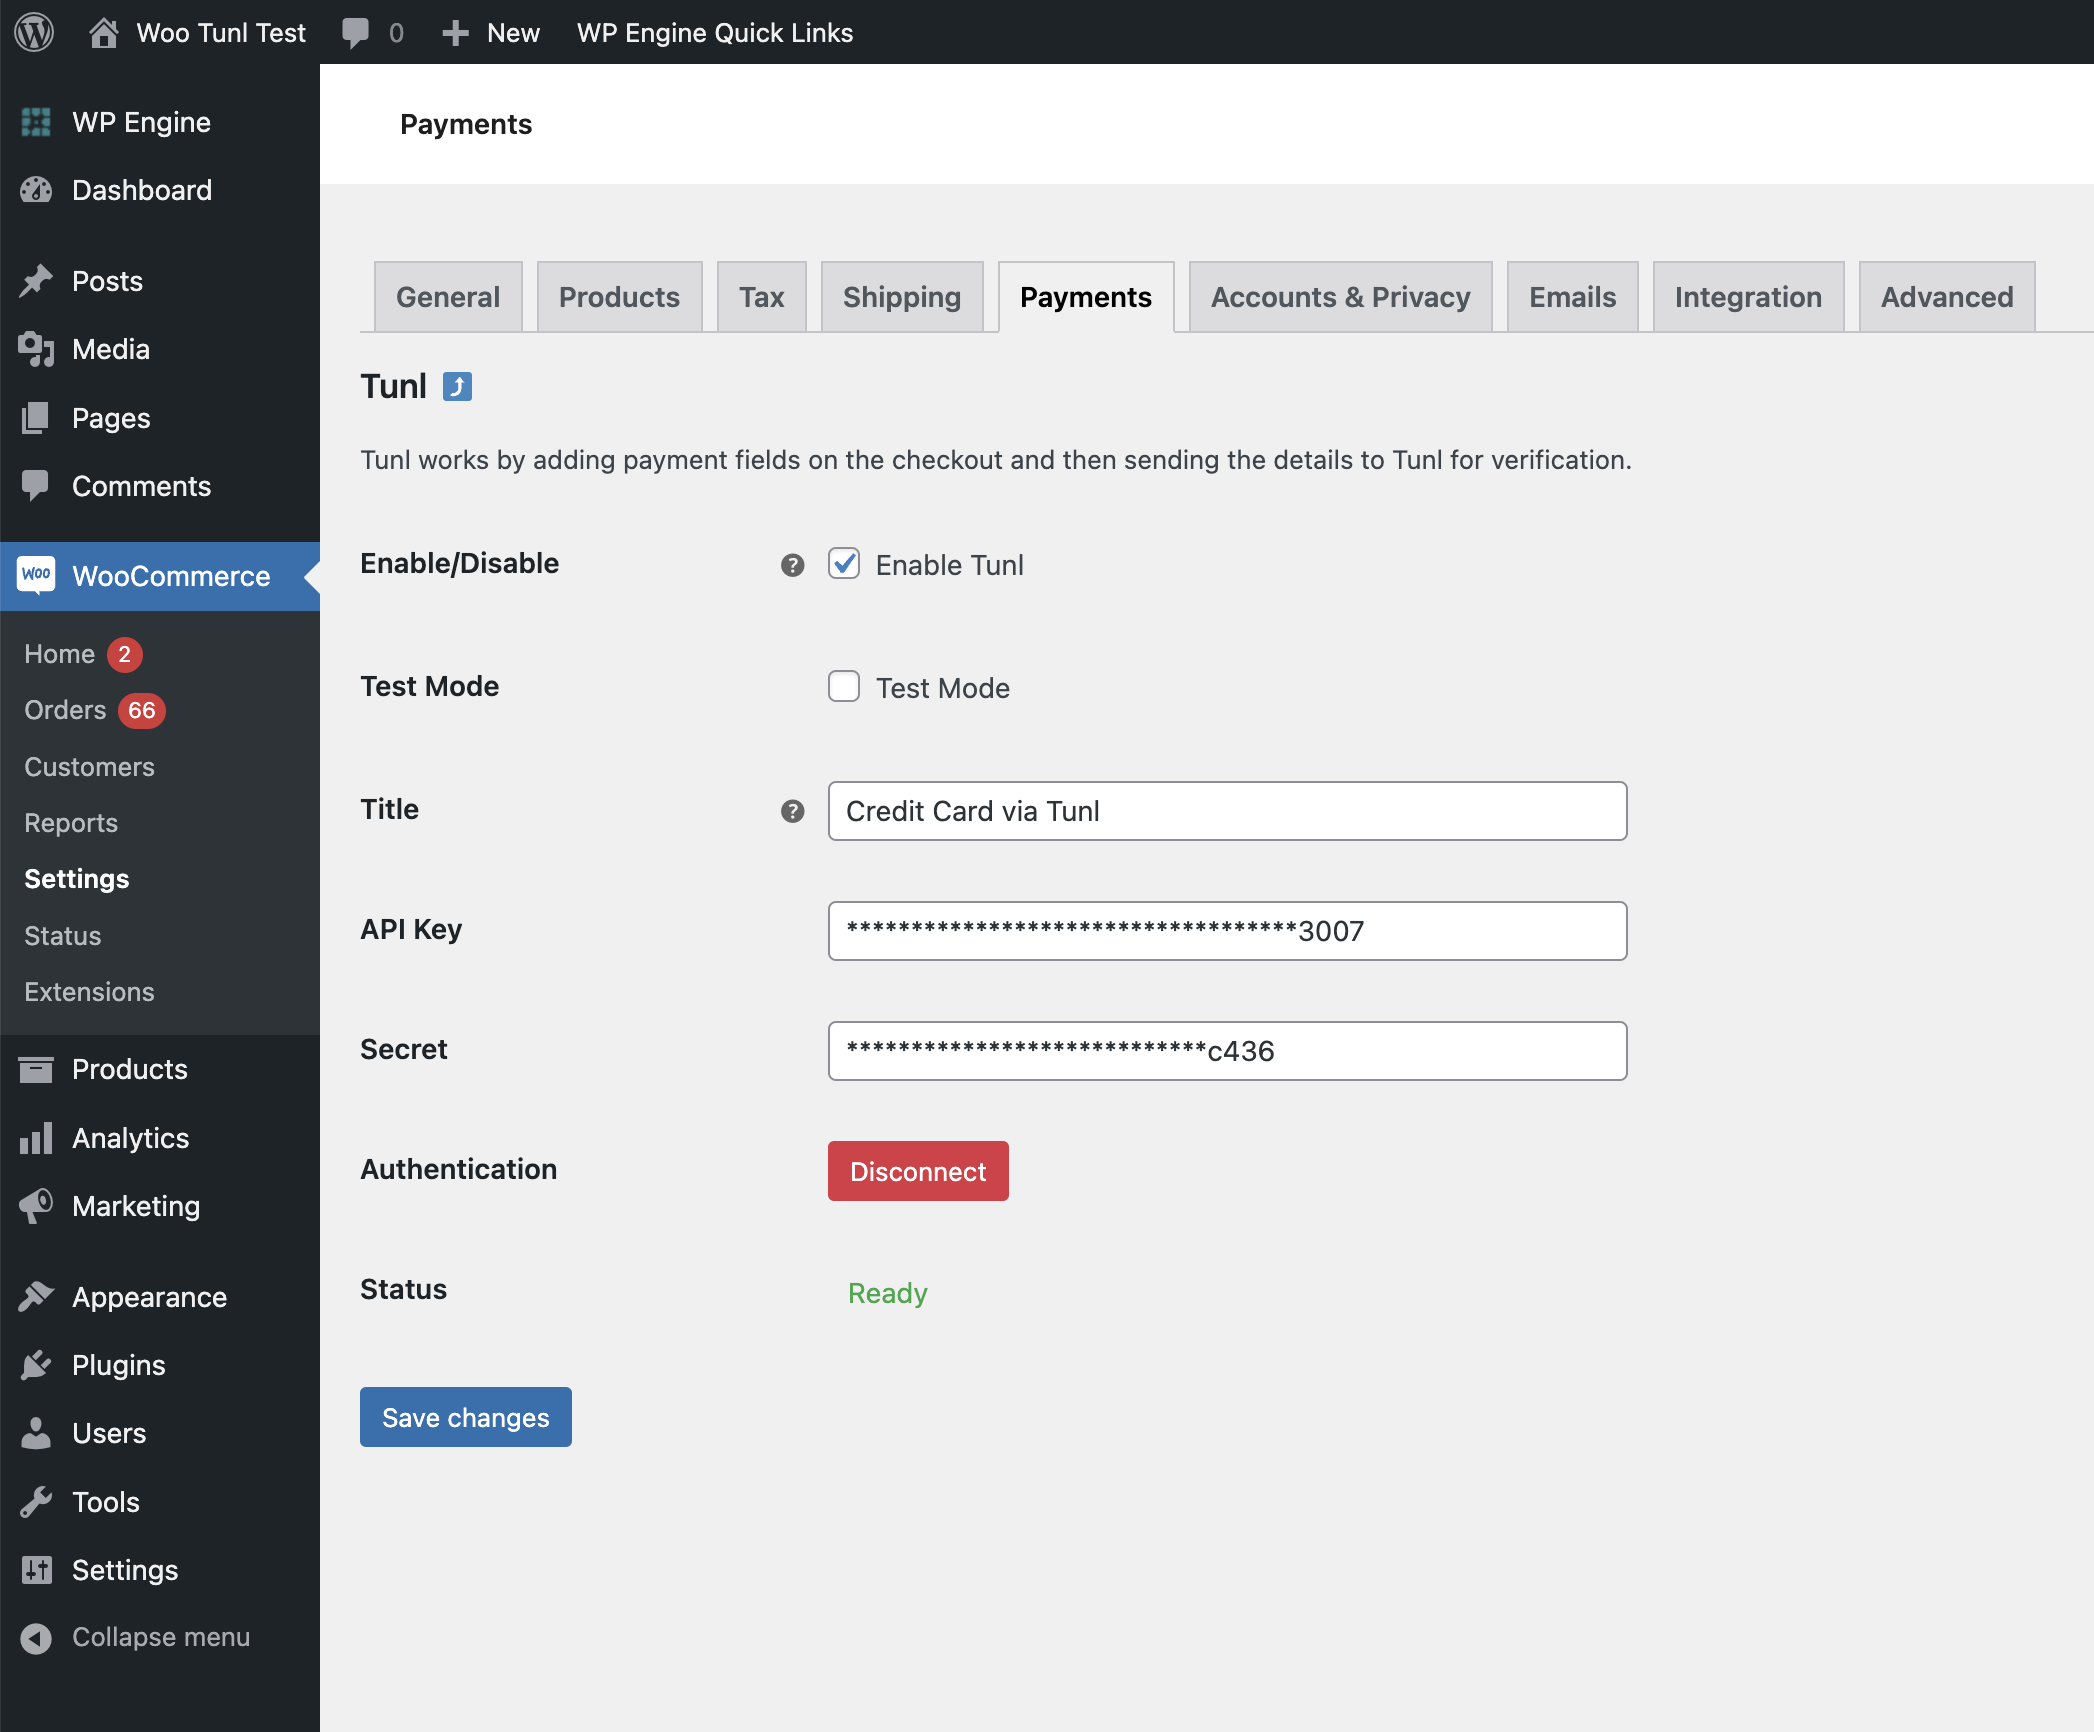 Woo Tunl Test 0 New WP Engine Quick Links
WP Engine
Dashboard
Posts
Media
Pages
Comments
Woo WooCommerce
Home 2
Orders 66
Customers
Reports
Settings
Status
Extensions
Products
Analytics
Marketing
Appearance
Plugins
Users
Tools
Settings
Collapse menu
Payments
General Products Tax Shipping Payments Accounts & Privacy Emails Integration Advanced
Tunl ⤴
Tunl works by adding payment fields on the checkout and then sending the details to Tunl for verification.
Enable/Disable ? Enable Tunl
Test Mode Test Mode
Title ? Credit Card via Tunl
API Key ***********************************3007
Secret ****************************c436
Authentication Disconnect
Status Ready
Save changes